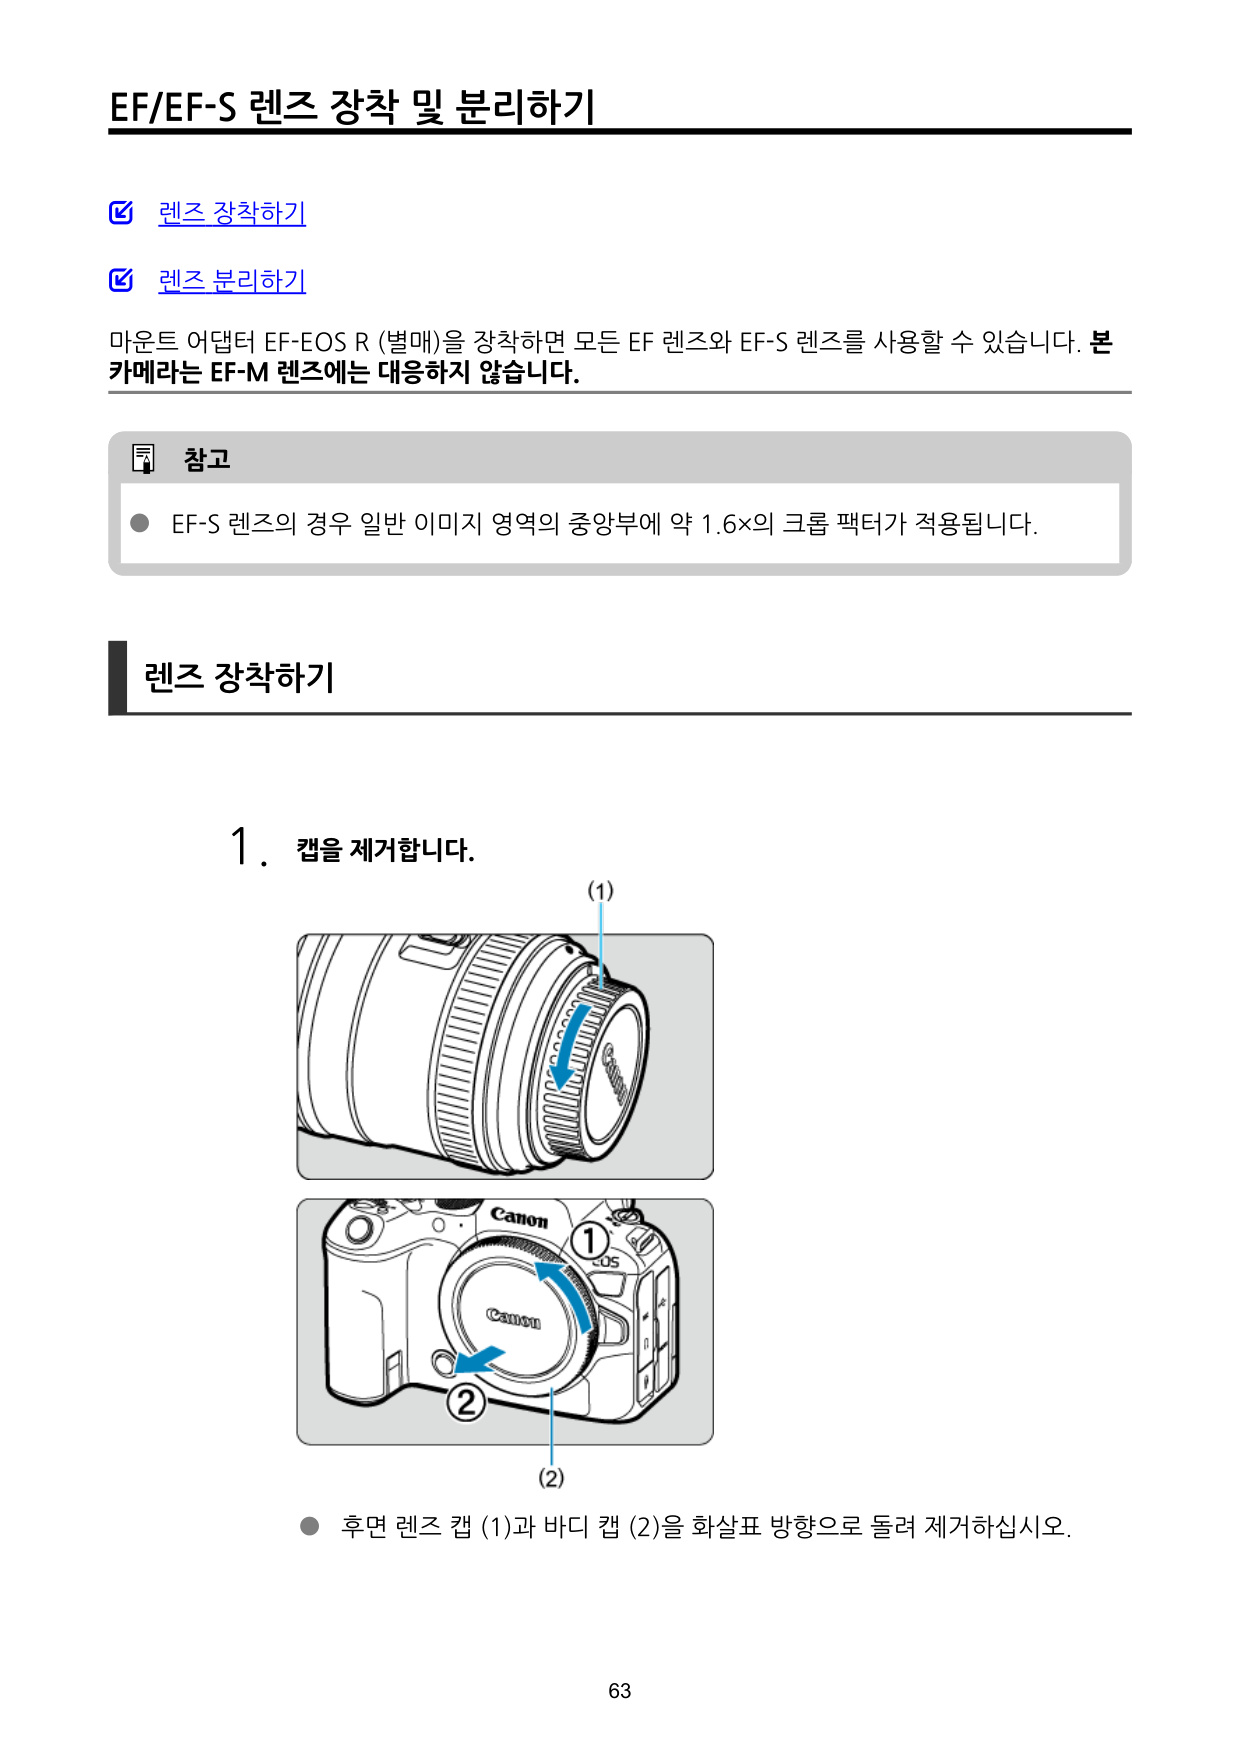 EF/EF-S 렌즈 장착 및 분리하기
렌즈 장착하기
렌즈 분리하기
마운트 어댑터 EF-EOS R (별매)을 장착하면 모든 EF 렌즈와 EF-S 렌즈를 사용할 수 있습니다. 본
카메라는 EF-M 렌즈에는 대응하지 않습니다.
참고
● EF-S 렌즈의 경우 일반 이미지 영역의 중앙부에 약 1.6×의 크롭 팩터가 적용됩니다.
렌즈 장착하기
1. 캡을 제거합니다.
(1)
Canon
Canon
①
EOS
Canon
②
(2)
● 후면 렌즈 캡 (1)과 바디 캡 (2)을 화살표 방향으로 돌려 제거하십시오.
63